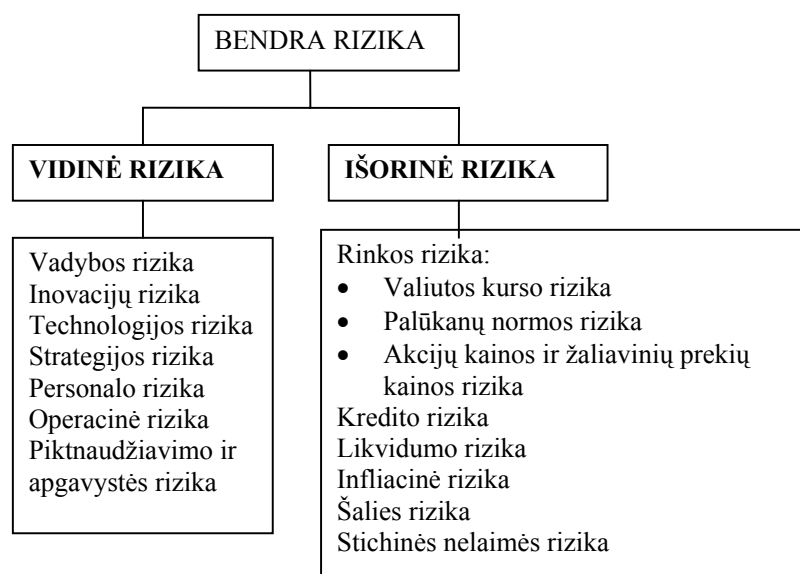 BENDRA RIZIKA
VIDINĖ RIZIKA
Vadybos rizika
Inovacijų rizika
Technologijos rizika
Strategijos rizika
Personalo rizika
Operacinė rizika
Piktnaudžiavimo ir
apgavystės rizika
IŠORINĖ RIZIKA
Rinkos rizika:
• Valiutos kurso rizika
• Palūkanų normos rizika
• Akcijų kainos ir žaliavinių prekių
kainos rizika
Kredito rizika
Likvidumo rizika
Infliacinė rizika
Šalies rizika
Stichinės nelaimės rizika